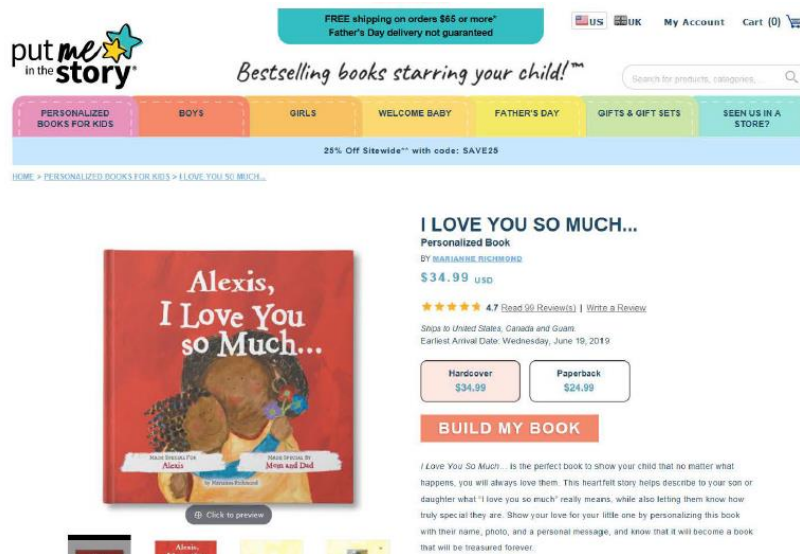 FREE shipping on orders $65 or more*
Father's Day delivery not guaranteed
US UK My Account Cart (0)
put me
in the story
Bestselling books starring your child!™
Search for products, categories, ...
PERSONALIZED
BOOKS FOR KIDS
BOYS
GIRLS
WELCOME BABY
FATHER'S DAY
GIFTS & GIFT SETS
SEEN US IN A
STORE?
25% Off Sitewide** with code: SAVE25
HOME > PERSONALIZED BOOKS FOR KIDS > I LOVE YOU SO MUCH...
Alexis,
I Love You
so Much...
MADE SPECIAL FOR
Alexis
MADE SPECIAL BY
Mom and Dad
by Marianne Richmond
Click to preview
Alexis,
I LOVE YOU SO MUCH...
Personalized Book
BY MARIANNE RICHMOND
$34.99 USD
4.7 Read 99 Review(s) | Write a Review
Ships to United States, Canada and Guam.
Earliest Arrival Date: Wednesday, June 19, 2019
Hardcover
$34.99
Paperback
$24.99
BUILD MY BOOK
I Love You So Much... is the perfect book to show your child that no matter what
happens, you will always love them. This heartfelt story helps describe to your son or
daughter what "I love you so much" really means, while also letting them know how
truly special they are. Show your love for your little one by personalizing this book
with their name, photo, and a personal message, and know that it will become a book
that will be treasured forever.